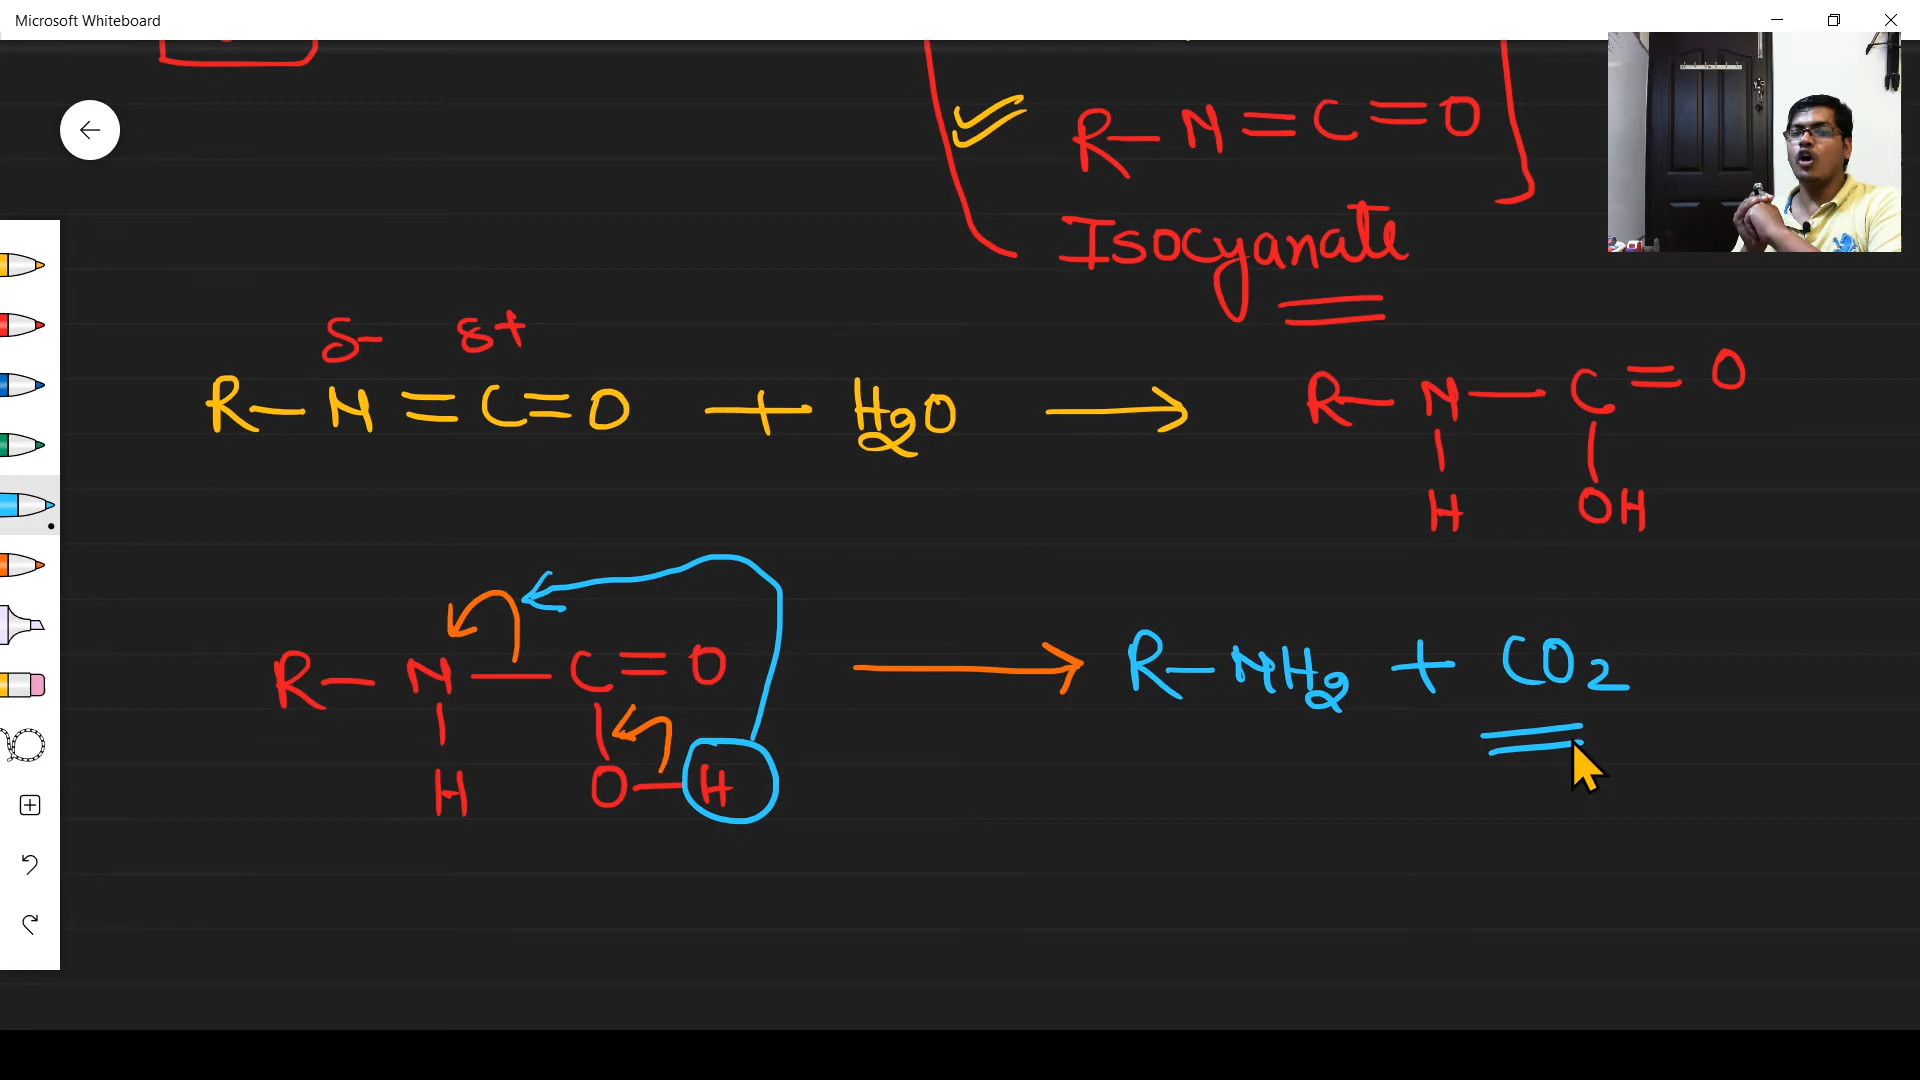 Microsoft Whiteboard
R—N=C=O
Isocyanate
δ- δ+
R—N=C=O + H2O → R—N—C=O
H OH
R—N—C=O → R—NH2 + CO2
H O—H